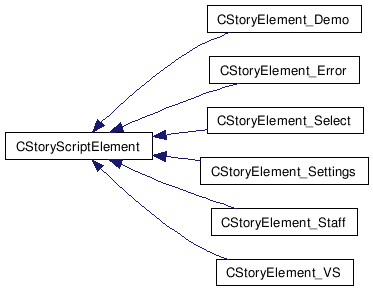 CStoryElement_Demo
CStoryElement_Error
CStoryElement_Select
CStoryScriptElement
CStoryElement_Settings
CStoryElement_Staff
CStoryElement_VS